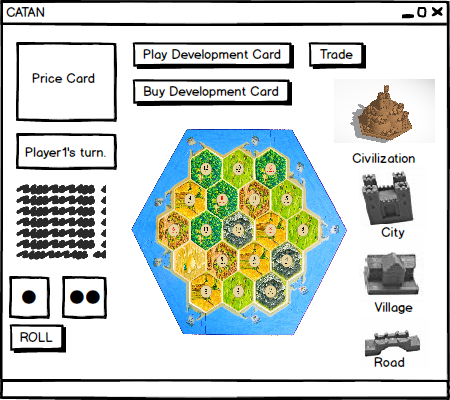 CATAN
Price Card
Play Development Card
Trade
Buy Development Card
Player1's turn.
Civilization
City
Village
Road
ROLL